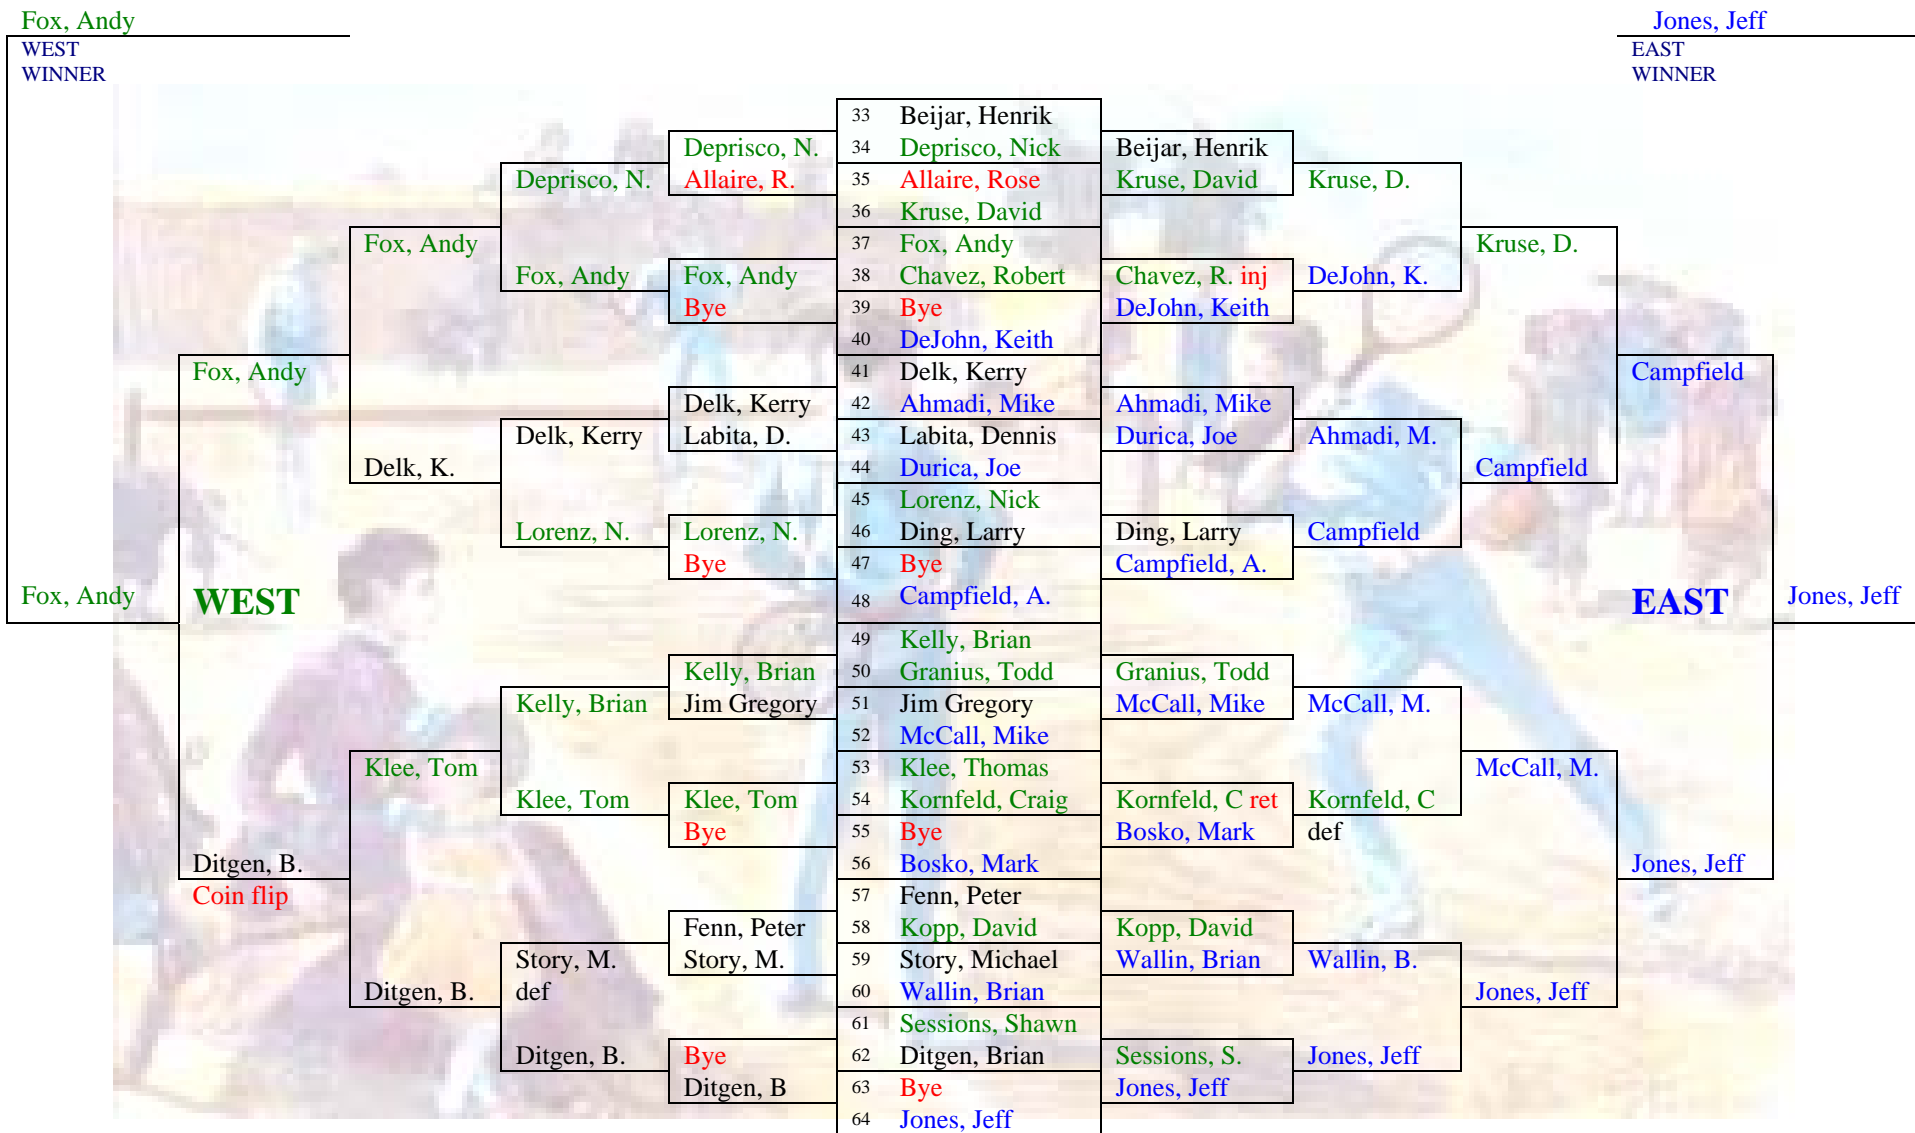 Fox, Andy
Jones, Jeff
WEST
WINNER
EAST
WINNER
33 Beijar, Henrik
Deprisco, N. 34 Deprisco, Nick Beijar, Henrik
Deprisco, N. Allaire, R. 35 Allaire, Rose Kruse, David Kruse, D.
36 Kruse, David
Fox, Andy 37 Fox, Andy Kruse, D.
Fox, Andy Fox, Andy 38 Chavez, Robert Chavez, R. inj DeJohn, K.
Bye 39 Bye DeJohn, Keith
40 DeJohn, Keith
Fox, Andy 41 Delk, Kerry Campfield
Delk, Kerry 42 Ahmadi, Mike Ahmadi, Mike
Delk, Kerry Labita, D. 43 Labita, Dennis Durica, Joe Ahmadi, M.
Delk, K. 44 Durica, Joe Campfield
45 Lorenz, Nick
Lorenz, N. Lorenz, N. 46 Ding, Larry Ding, Larry Campfield
Bye 47 Bye Campfield, A.
Fox, Andy WEST 48 Campfield, A. EAST Jones, Jeff
49 Kelly, Brian
Kelly, Brian 50 Granius, Todd Granius, Todd
Kelly, Brian Jim Gregory 51 Jim Gregory McCall, Mike McCall, M.
52 McCall, Mike
Klee, Tom 53 Klee, Thomas McCall, M.
Klee, Tom Klee, Tom 54 Kornfeld, Craig Kornfeld, C ret Kornfeld, C
Bye 55 Bye Bosko, Mark def
Ditgen, B. 56 Bosko, Mark Jones, Jeff
Coin flip 57 Fenn, Peter
Fenn, Peter 58 Kopp, David Kopp, David
Story, M. Story, M. 59 Story, Michael Wallin, Brian Wallin, B.
Ditgen, B. def 60 Wallin, Brian Jones, Jeff
61 Sessions, Shawn
Ditgen, B. Bye 62 Ditgen, Brian Sessions, S. Jones, Jeff
Ditgen, B 63 Bye Jones, Jeff
64 Jones, Jeff